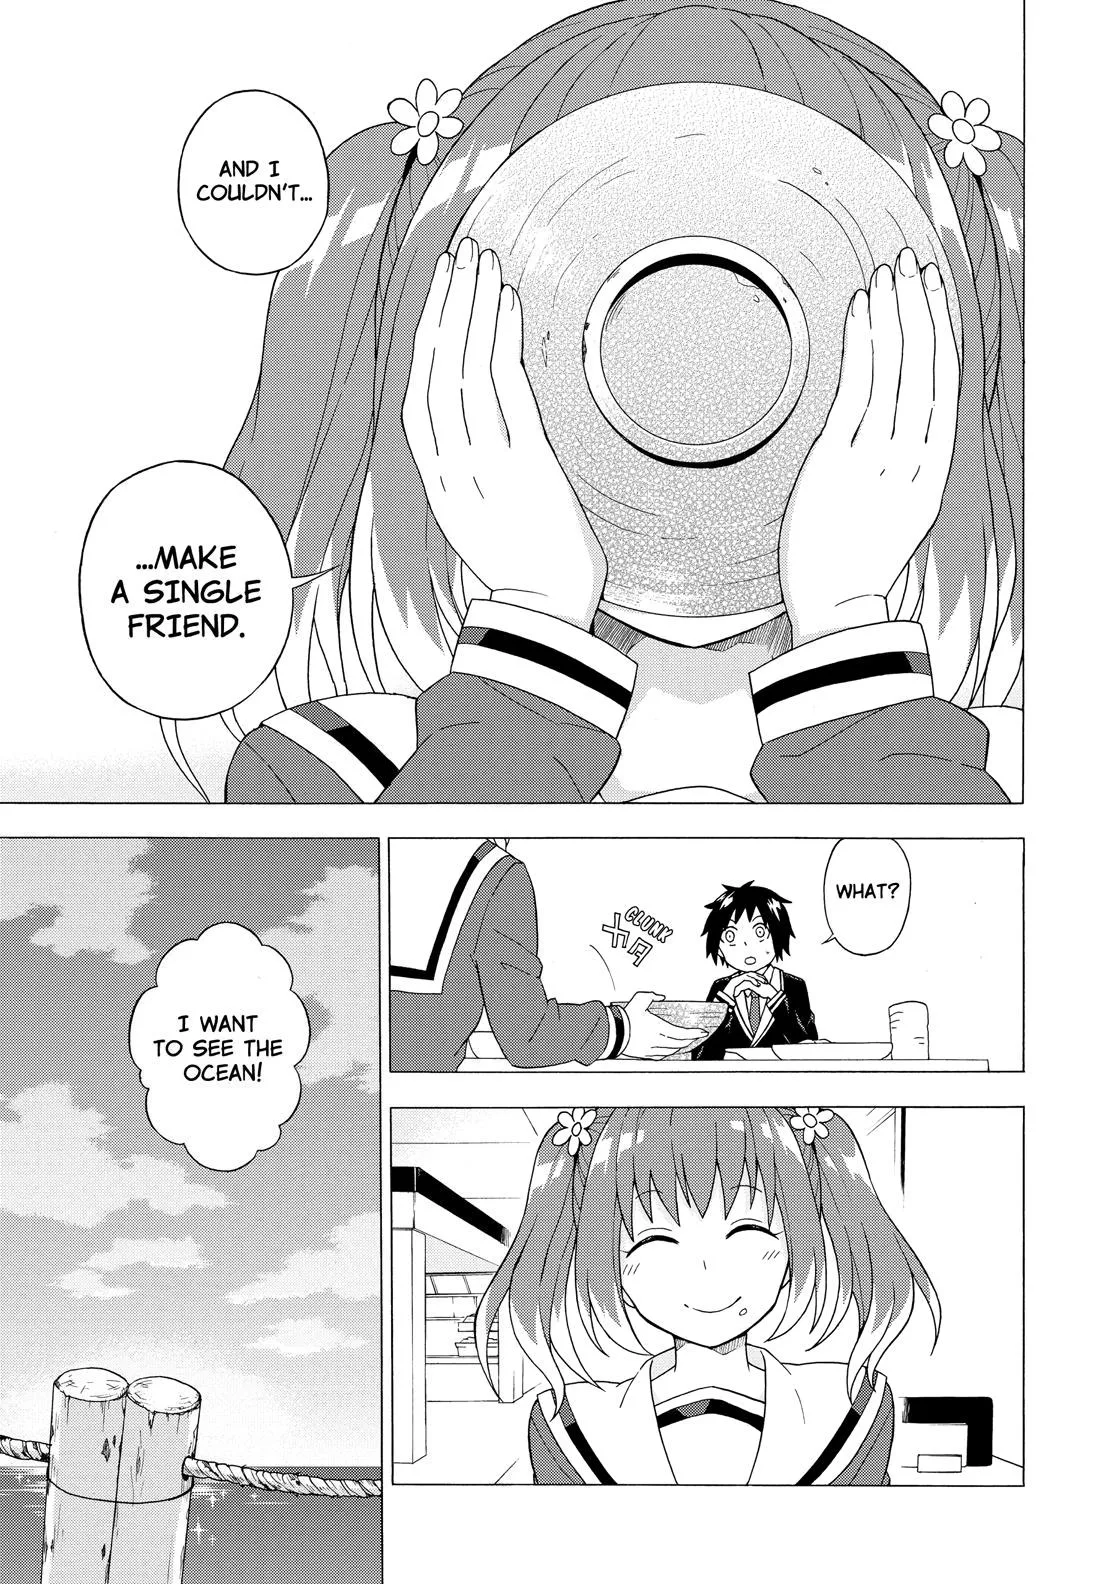 AND I
COULDN'T...
...MAKE
A SINGLE
FRIEND.
WHAT?
CLUNK
I WANT
TO SEE THE
OCEAN!